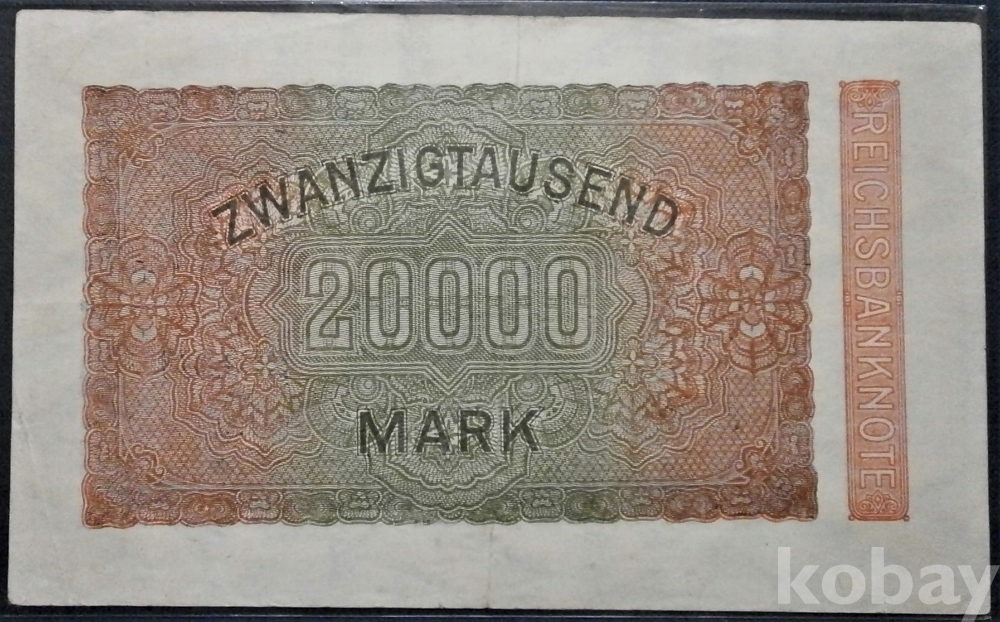 ZWANZIGTAUSEND
20000
MARK
REICHSBANKNOTE
kobay